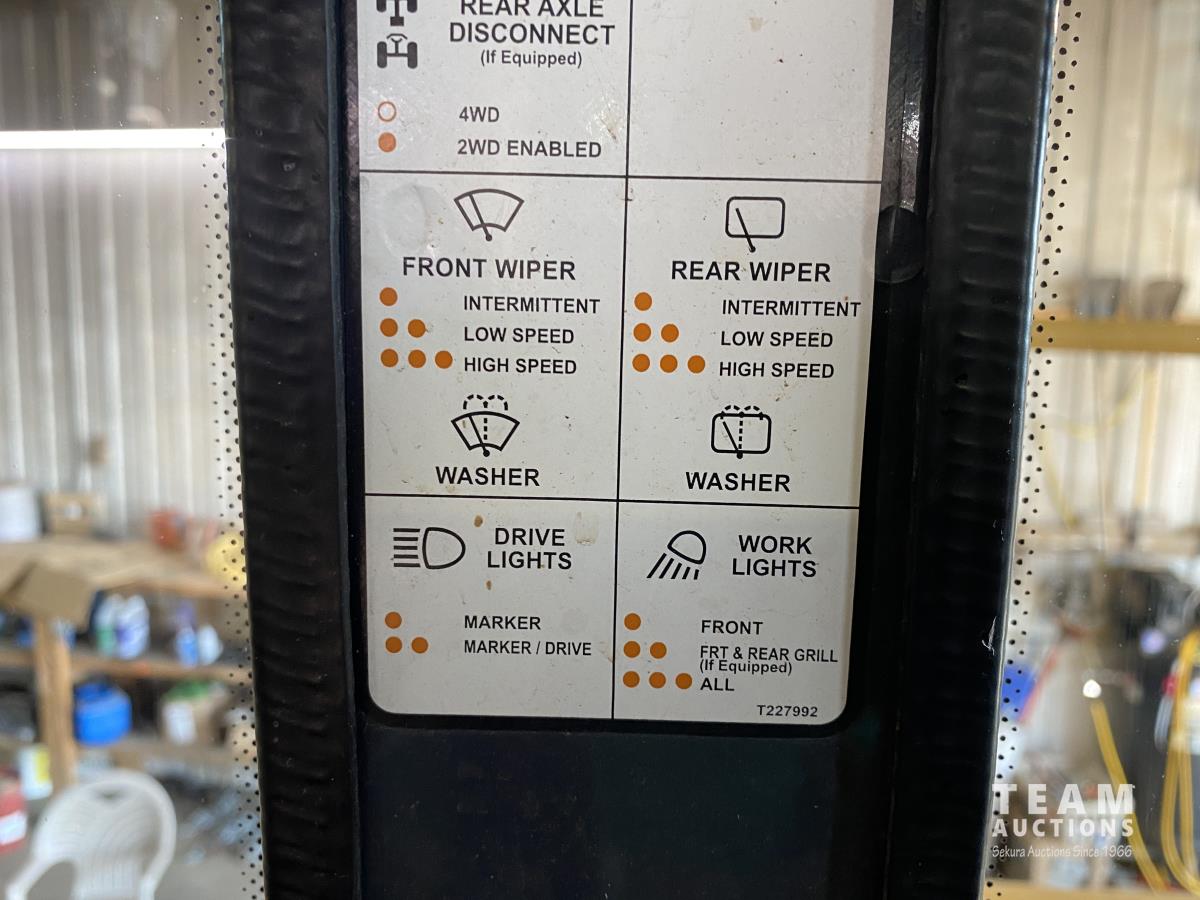 REAR AXLE
DISCONNECT
(If Equipped)
4WD
2WD ENABLED
FRONT WIPER
INTERMITTENT
LOW SPEED
HIGH SPEED
WASHER
REAR WIPER
INTERMITTENT
LOW SPEED
HIGH SPEED
WASHER
DRIVE
LIGHTS
MARKER
MARKER / DRIVE
WORK
LIGHTS
FRONT
FRT & REAR GRILL
(If Equipped)
ALL
T227992
TEAM
AUCTIONS
Sekura Auctions Since 1966